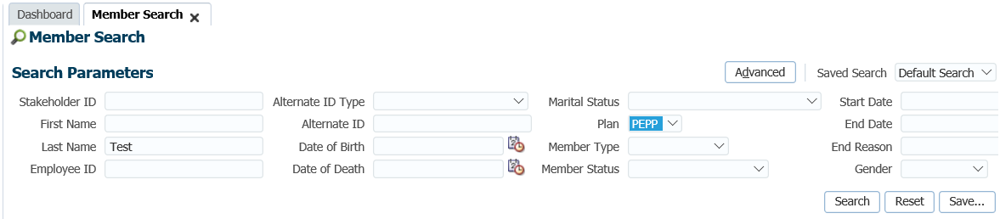 Dashboard Member Search
Member Search
Search Parameters Advanced Saved Search Default Search
Stakeholder ID Alternate ID Type Marital Status Start Date
First Name Alternate ID Plan PEPP End Date
Last Name Test Date of Birth Member Type End Reason
Employee ID Date of Death Member Status Gender
Search Reset Save...